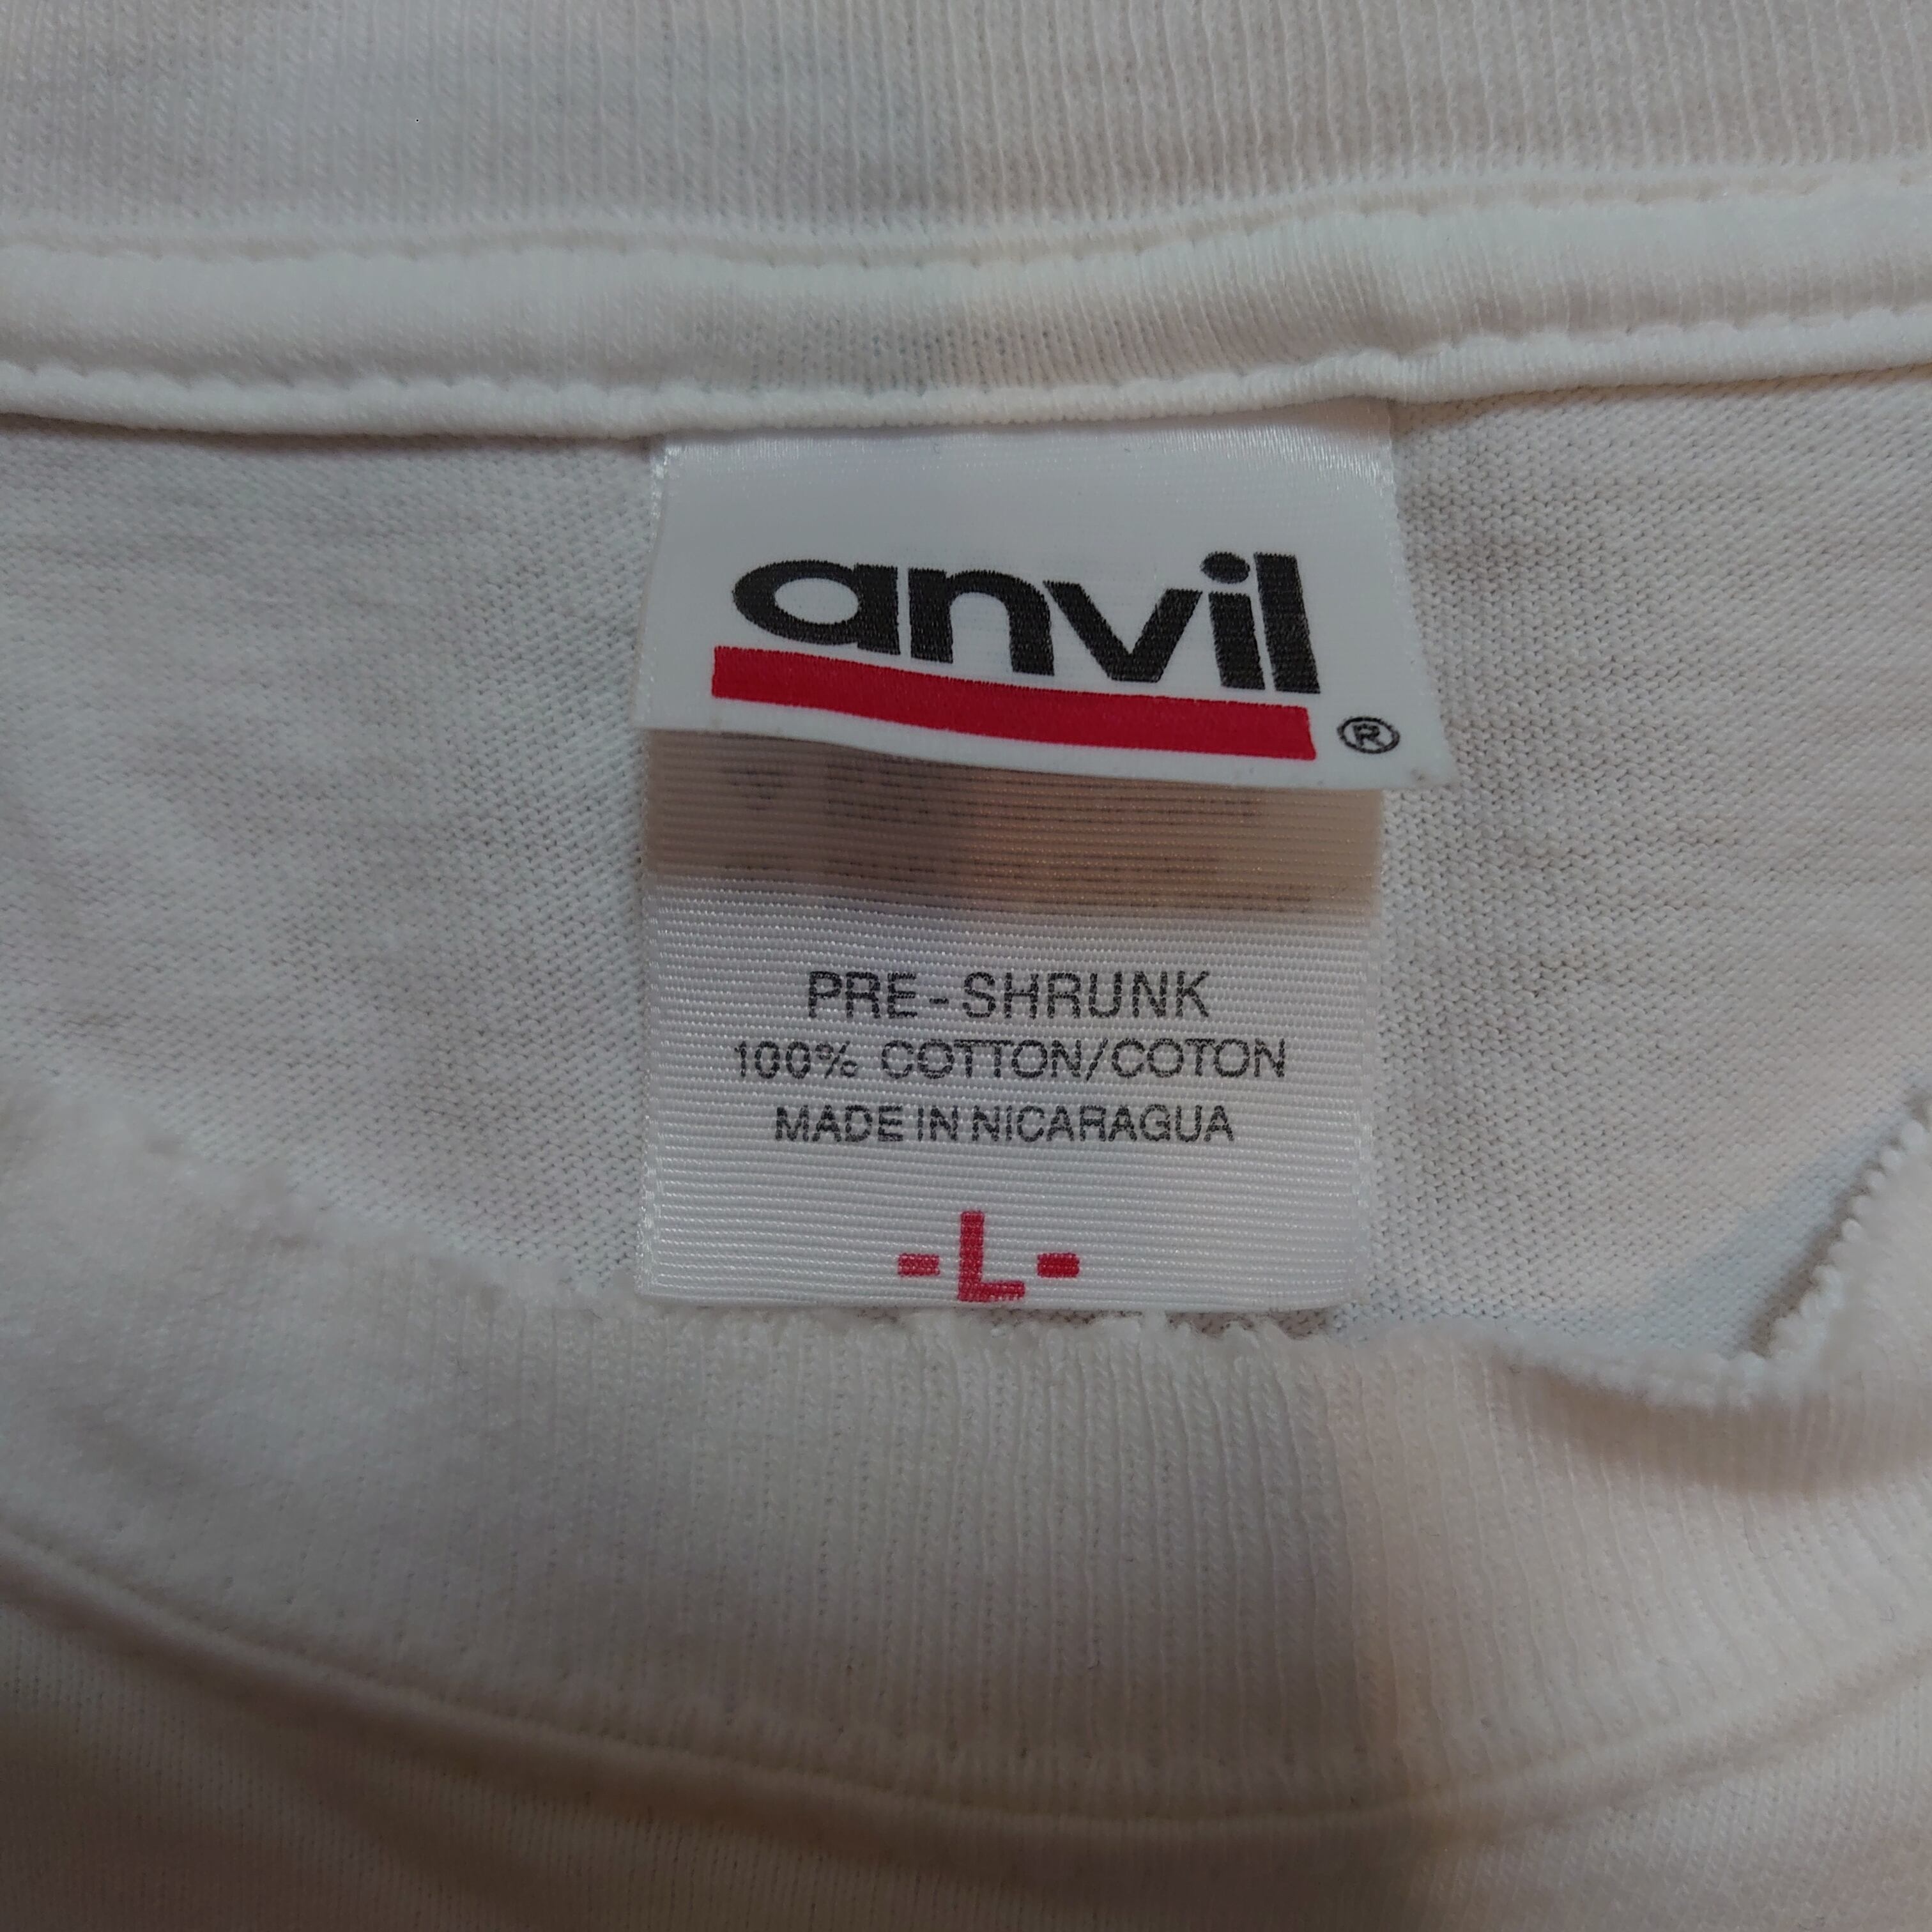 anvil
®
PRE-SHRUNK
100% COTTON/COTON
MADE IN NICARAGUA
-L-